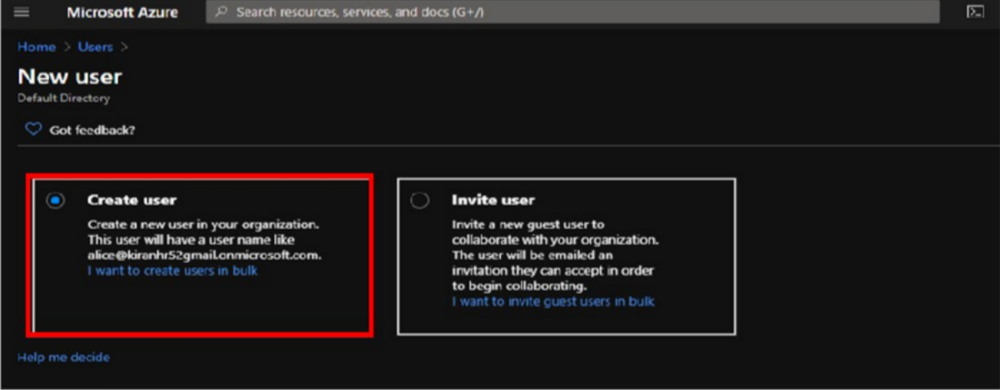 Microsoft Azure
Search resources, services, and docs (G+/)
Home > Users >
New user
Default Directory
Got feedback?
Create user
Create a new user in your organization.
This user will have a user name like
alice@kiranhr52gmail.onmicrosoft.com.
I want to create users in bulk
Invite user
Invite a new guest user to
collaborate with your organization.
The user will be emailed an
invitation they can accept in order
to begin collaborating.
I want to invite guest users in bulk
Help me decide